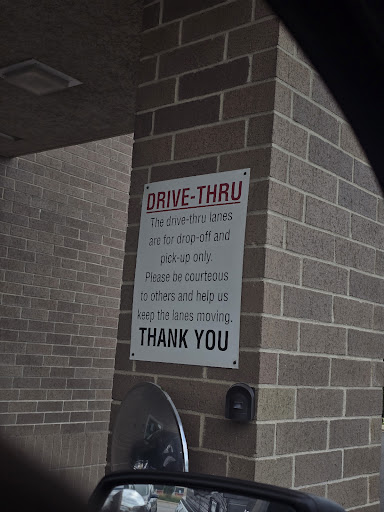 DRIVE-THRU
The drive-thru lanes
are for drop-off and
pick-up only.
Please be courteous
to others and help us
keep the lanes moving.
THANK YOU